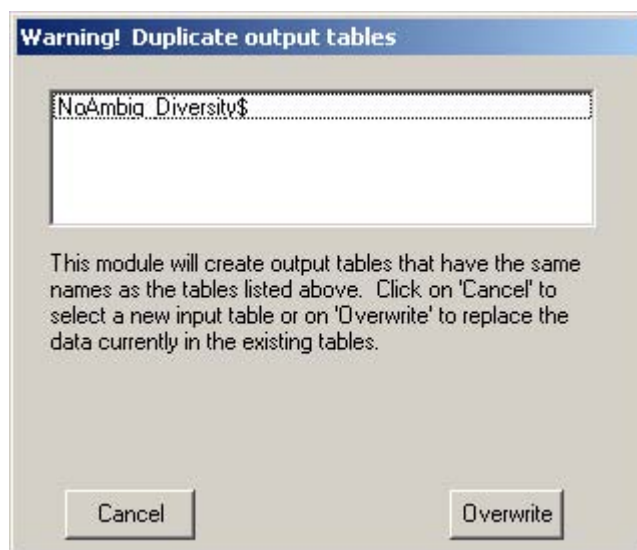 Warning! Duplicate output tables
NoAmbig_Diversity$
This module will create output tables that have the same
names as the tables listed above. Click on 'Cancel' to
select a new input table or on 'Overwrite' to replace the
data currently in the existing tables.
Cancel
Overwrite